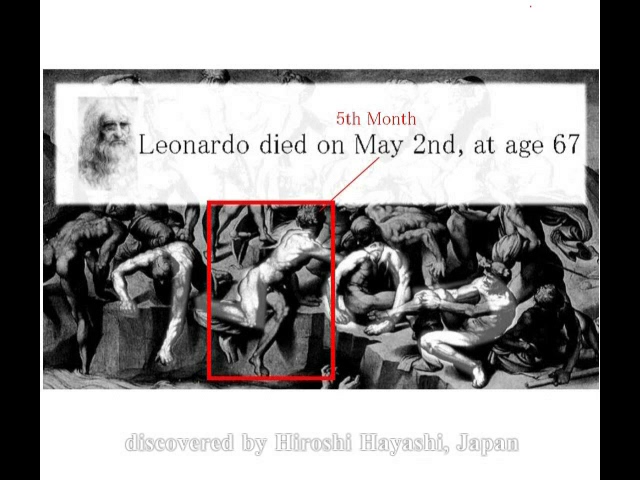 5th Month
Leonardo died on May 2nd, at age 67
discovered by Hiroshi Hayashi, Japan